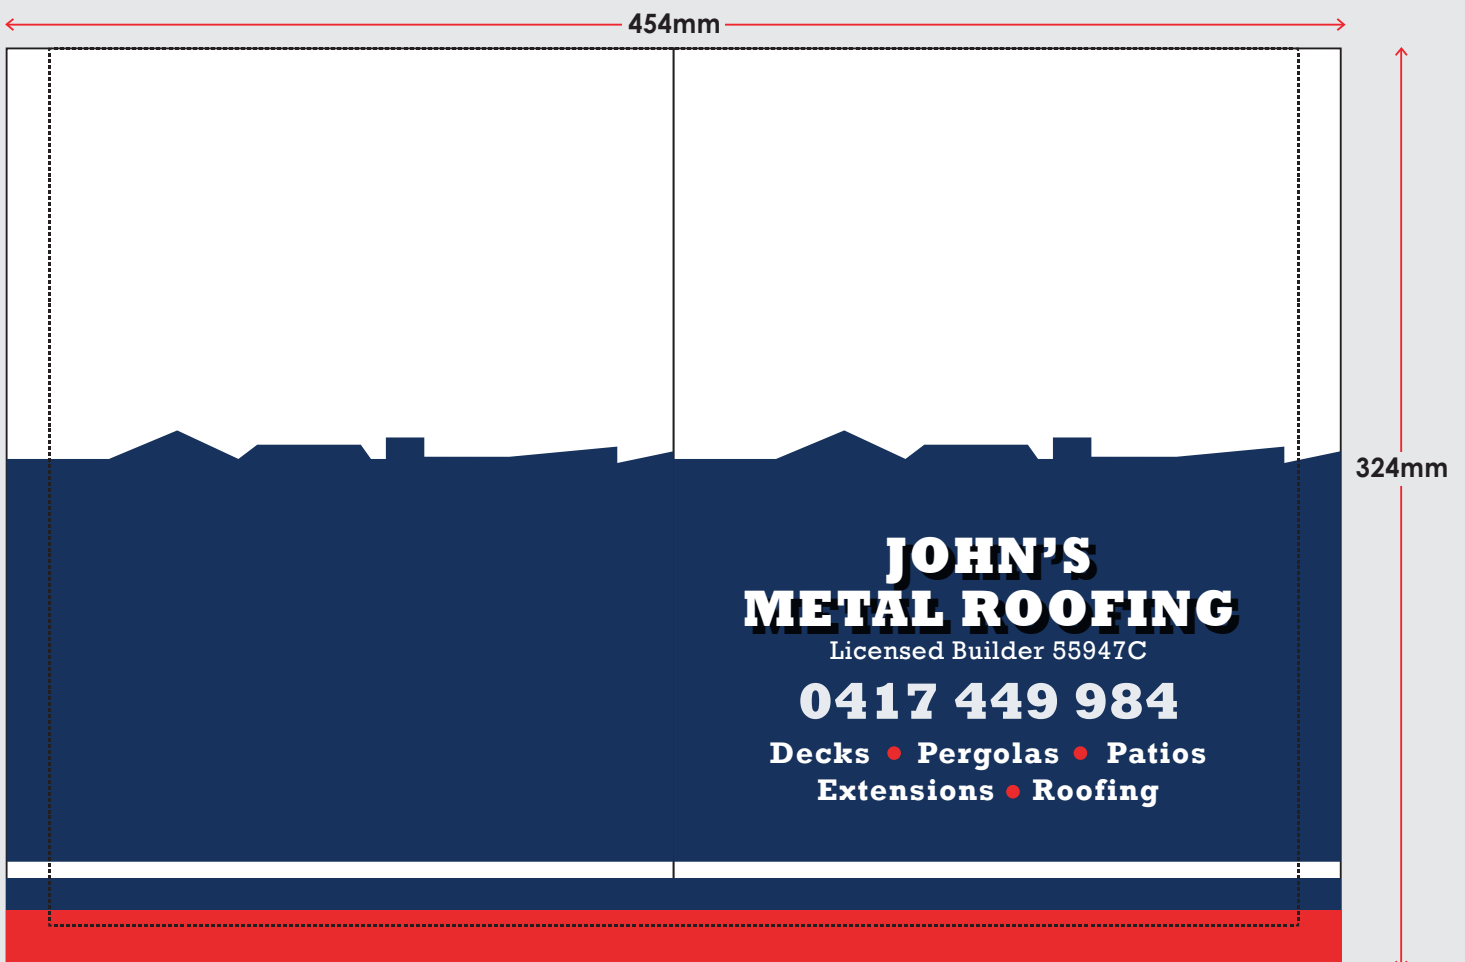 454mm
324mm
JOHN’S
METAL ROOFING
Licensed Builder 55947C
0417 449 984
Decks • Pergolas • Patios
Extensions • Roofing